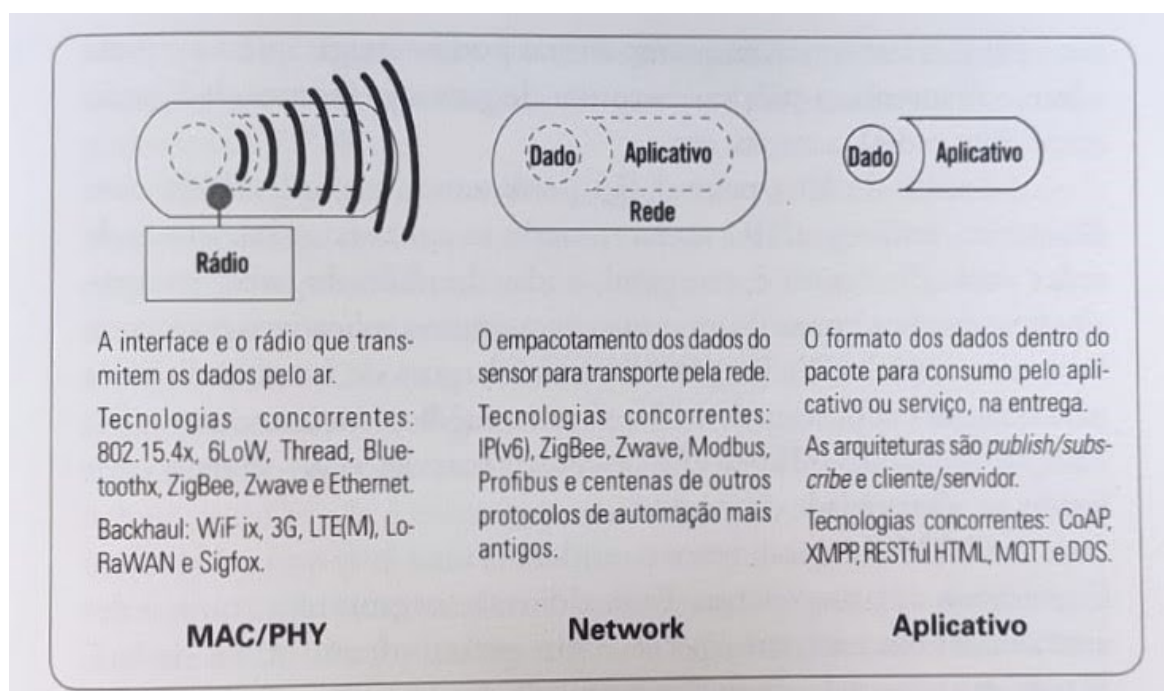 Rádio
Dado
Aplicativo
Rede
Dado
Aplicativo
A interface e o rádio que trans-
mitem os dados pelo ar.
Tecnologias concorrentes:
802.15.4x, 6LoW, Thread, Blue-
toothx, ZigBee, Zwave e Ethernet.
Backhaul: WiF ix, 3G, LTE(M), Lo-
RaWAN e Sigfox.
MAC/PHY
O empacotamento dos dados do
sensor para transporte pela rede.
Tecnologias concorrentes:
IP(v6), ZigBee, Zwave, Modbus,
Profibus e centenas de outros
protocolos de automação mais
antigos.
Network
O formato dos dados dentro do
pacote para consumo pelo apli-
cativo ou serviço, na entrega.
As arquiteturas são publish/subs-
cribe e cliente/servidor.
Tecnologias concorrentes: CoAP,
XMPP, RESTful HTML, MQTT e DOS.
Aplicativo